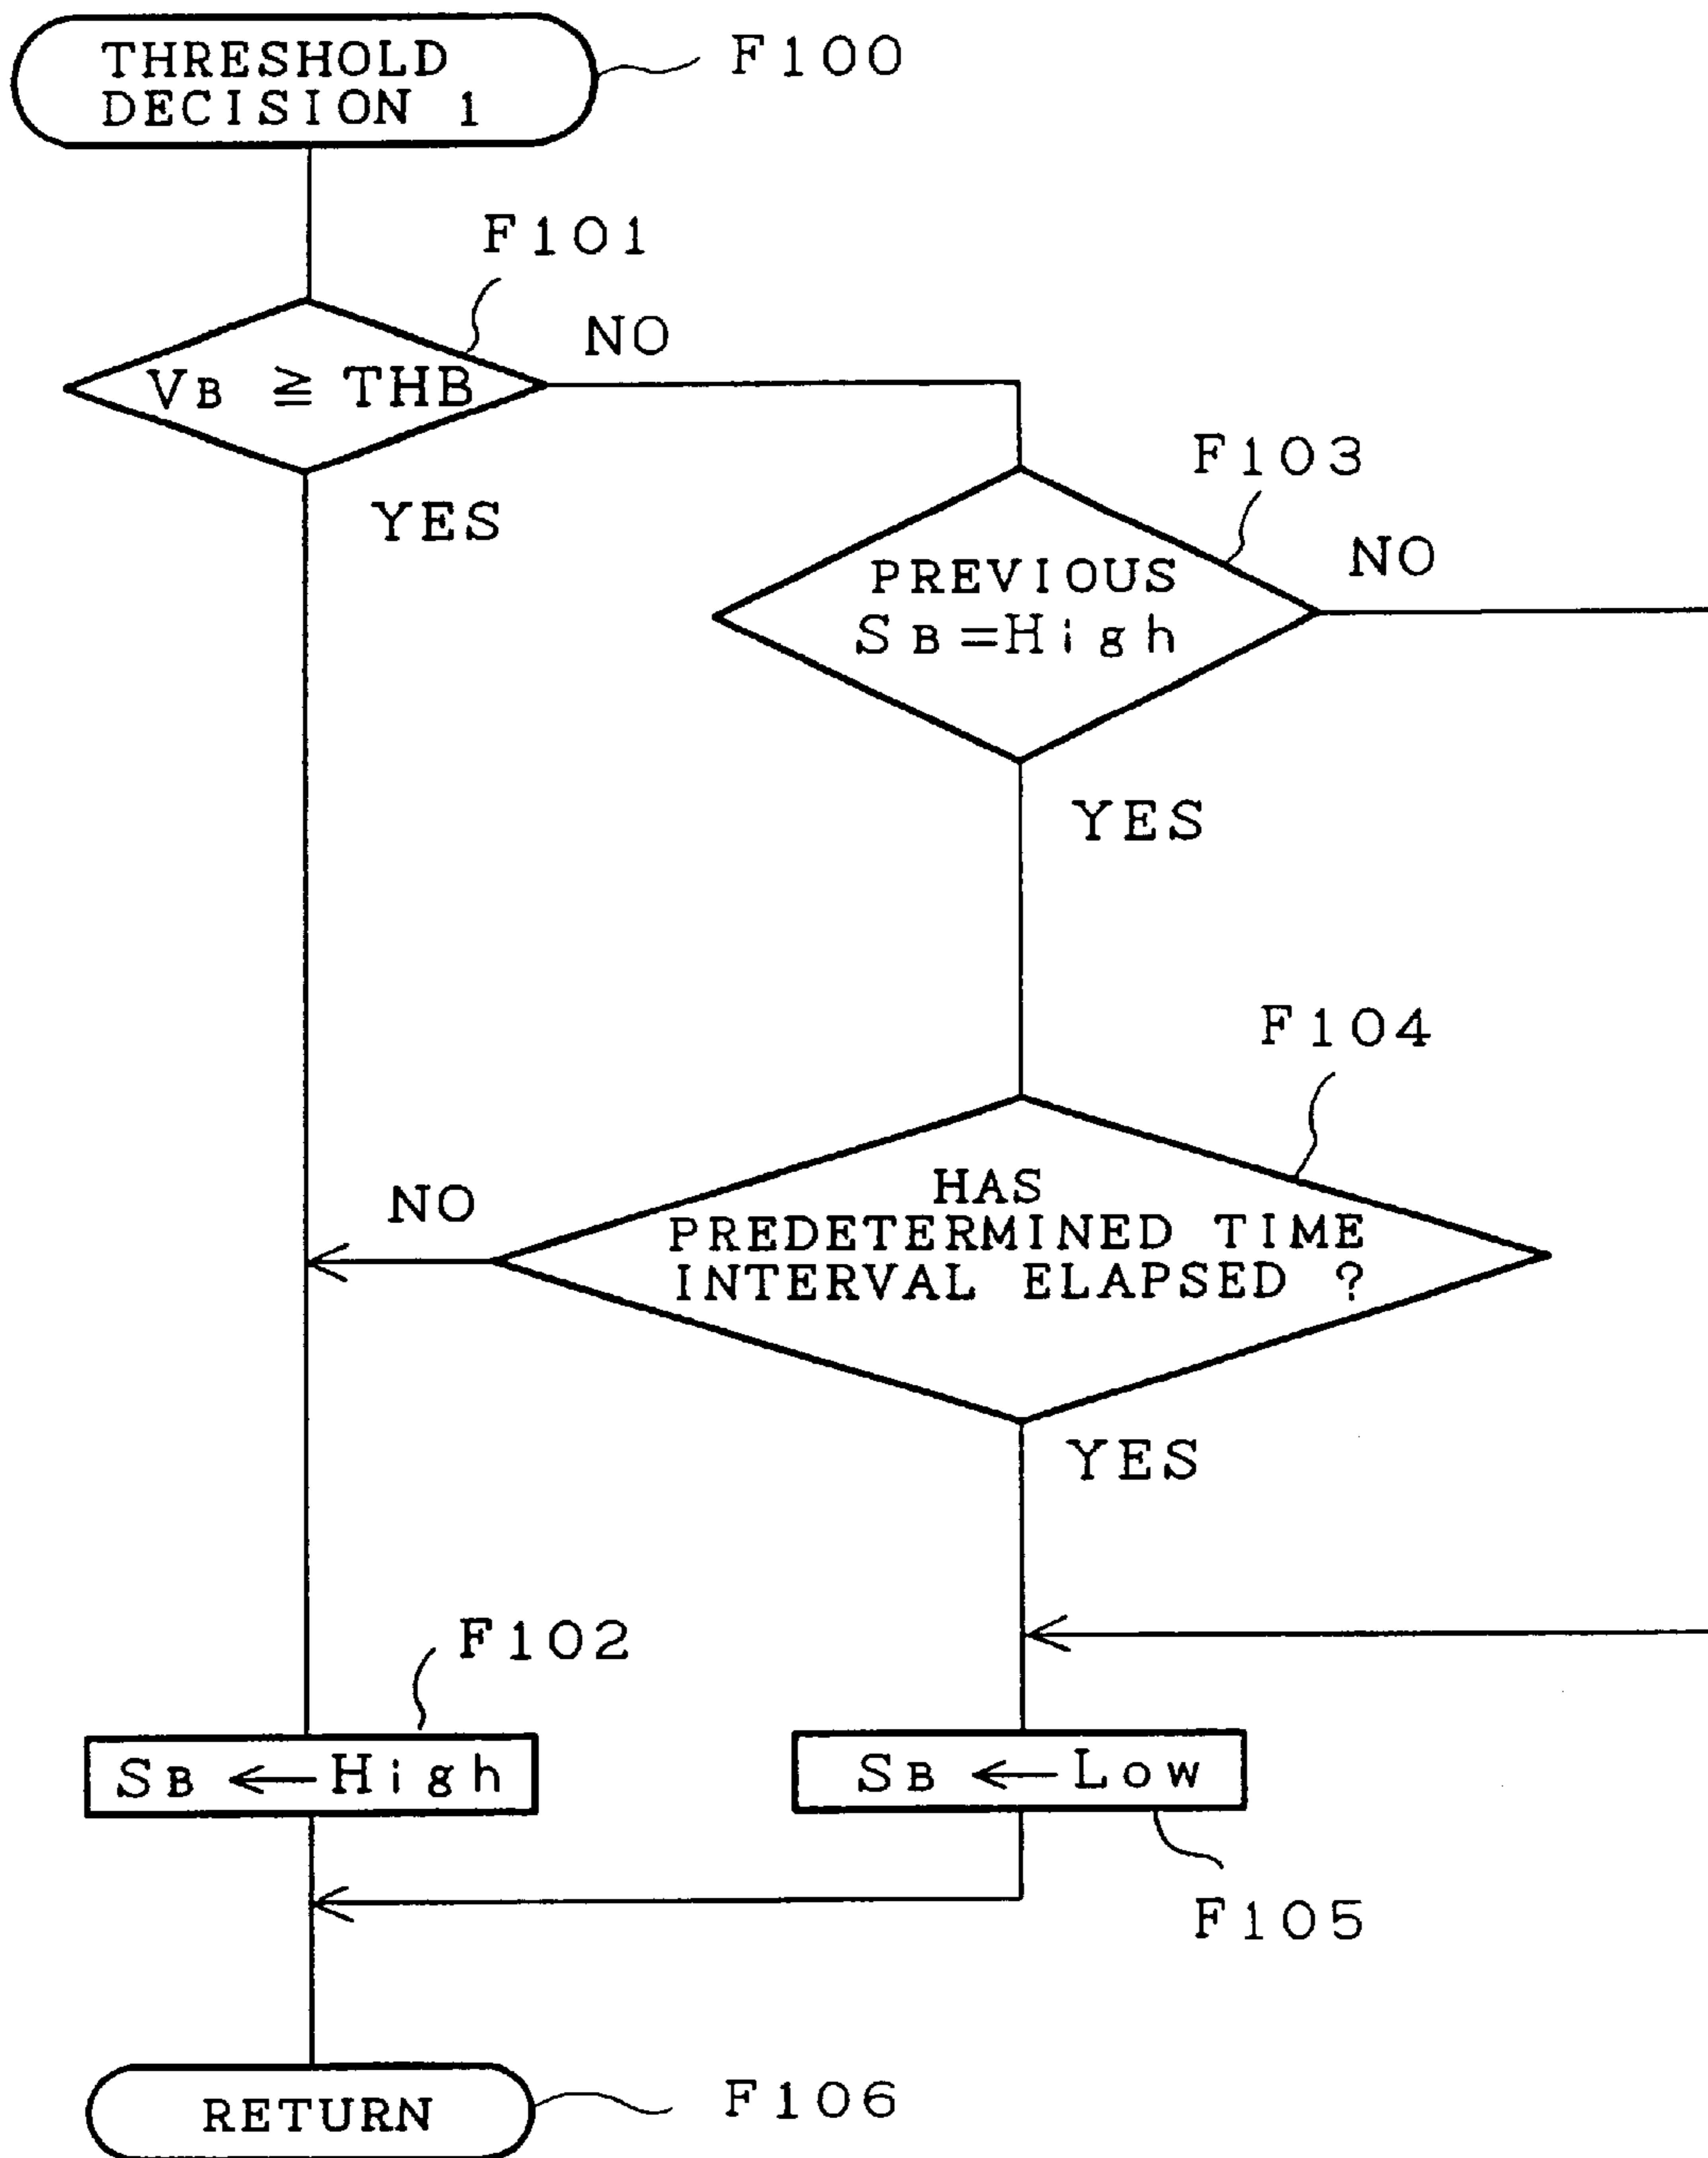 THRESHOLD
DECISION 1
F100
F101
VB ≧ THB
NO
YES
F103
PREVIOUS
SB=High
NO
YES
F104
HAS
PREDETERMINED TIME
INTERVAL ELAPSED ?
NO
YES
F102
SB ← High
SB ← Low
F105
RETURN
F106